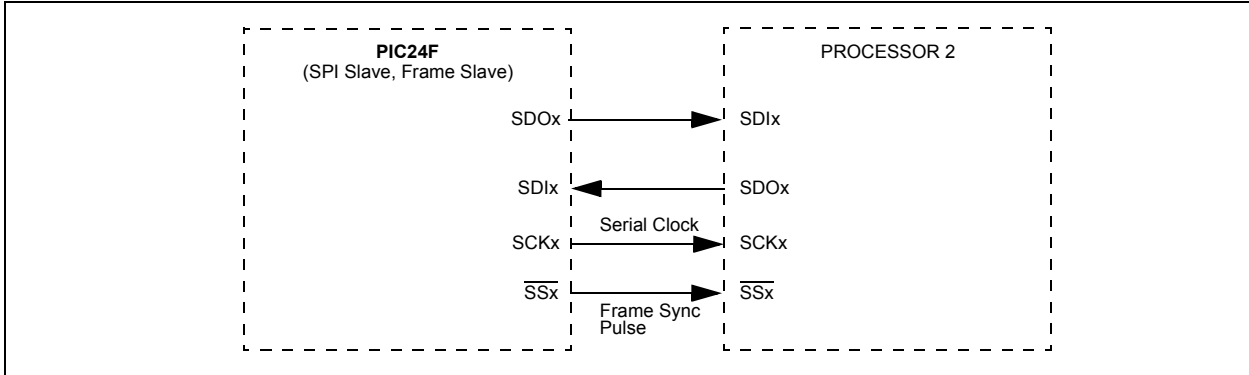 PIC24F
(SPI Slave, Frame Slave)
PROCESSOR 2
SDOx
SDIx
SDIx
SDOx
Serial Clock
SCKx
SCKx
SSx
SSx
Frame Sync
Pulse